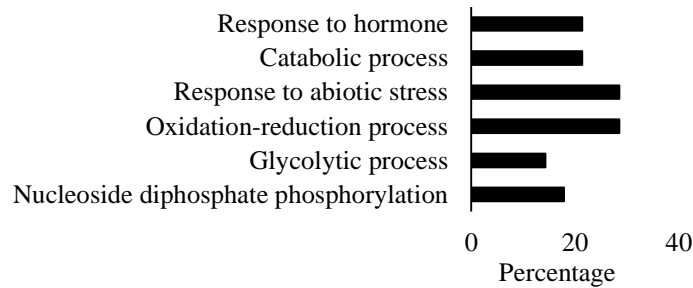 Response to hormone
Catabolic process
Response to abiotic stress
Oxidation-reduction process
Glycolytic process
Nucleoside diphosphate phosphorylation
0 20 40
Percentage